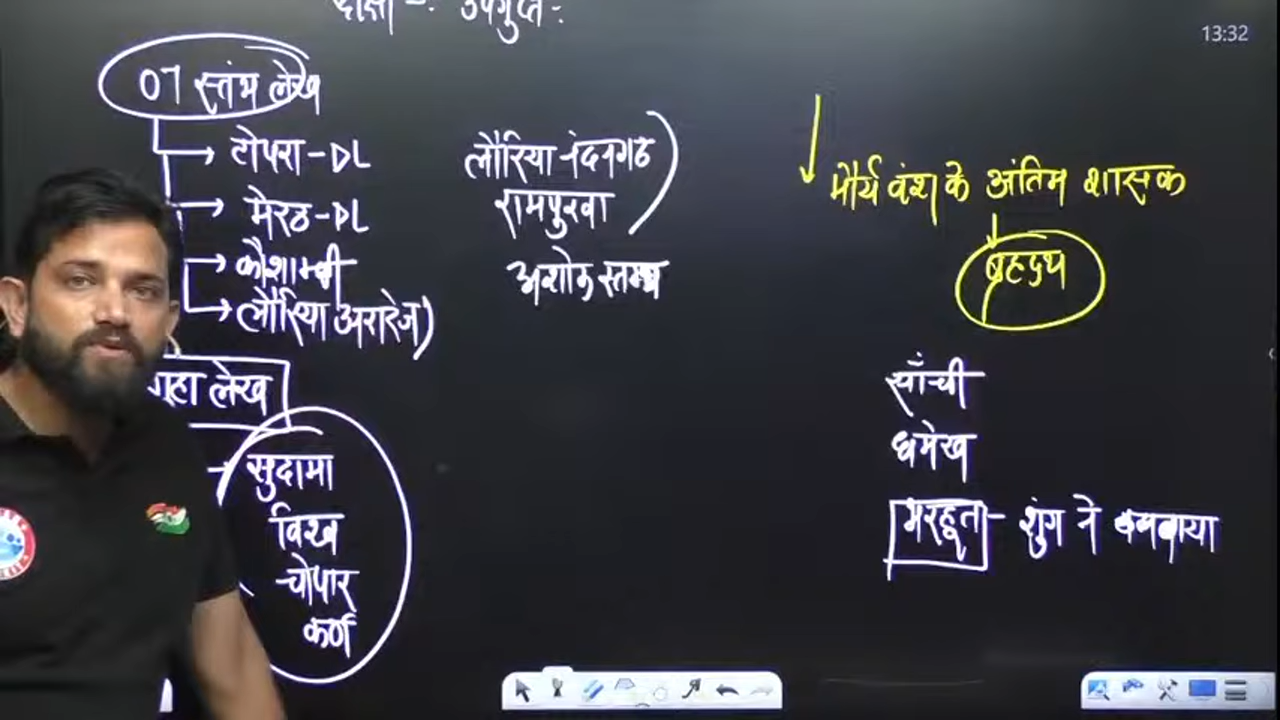 दीक्षा -: उपगुप्त:
13:32
07 स्तंभ लेख
टोपरा-DL
मेरठ-DL
कौशाम्बी
लौरिया अरारेज)
लौरिया नंदनगढ
रामपुरवा
अशोक स्तम्भ
गुहा लेख
सुदामा
विश्व
चोपार
कर्ण
मौर्य वंश के अंतिम शासक
ब्रहद्रथ
साँची
धमेख
भरहूत - शुंग ने बनवाया